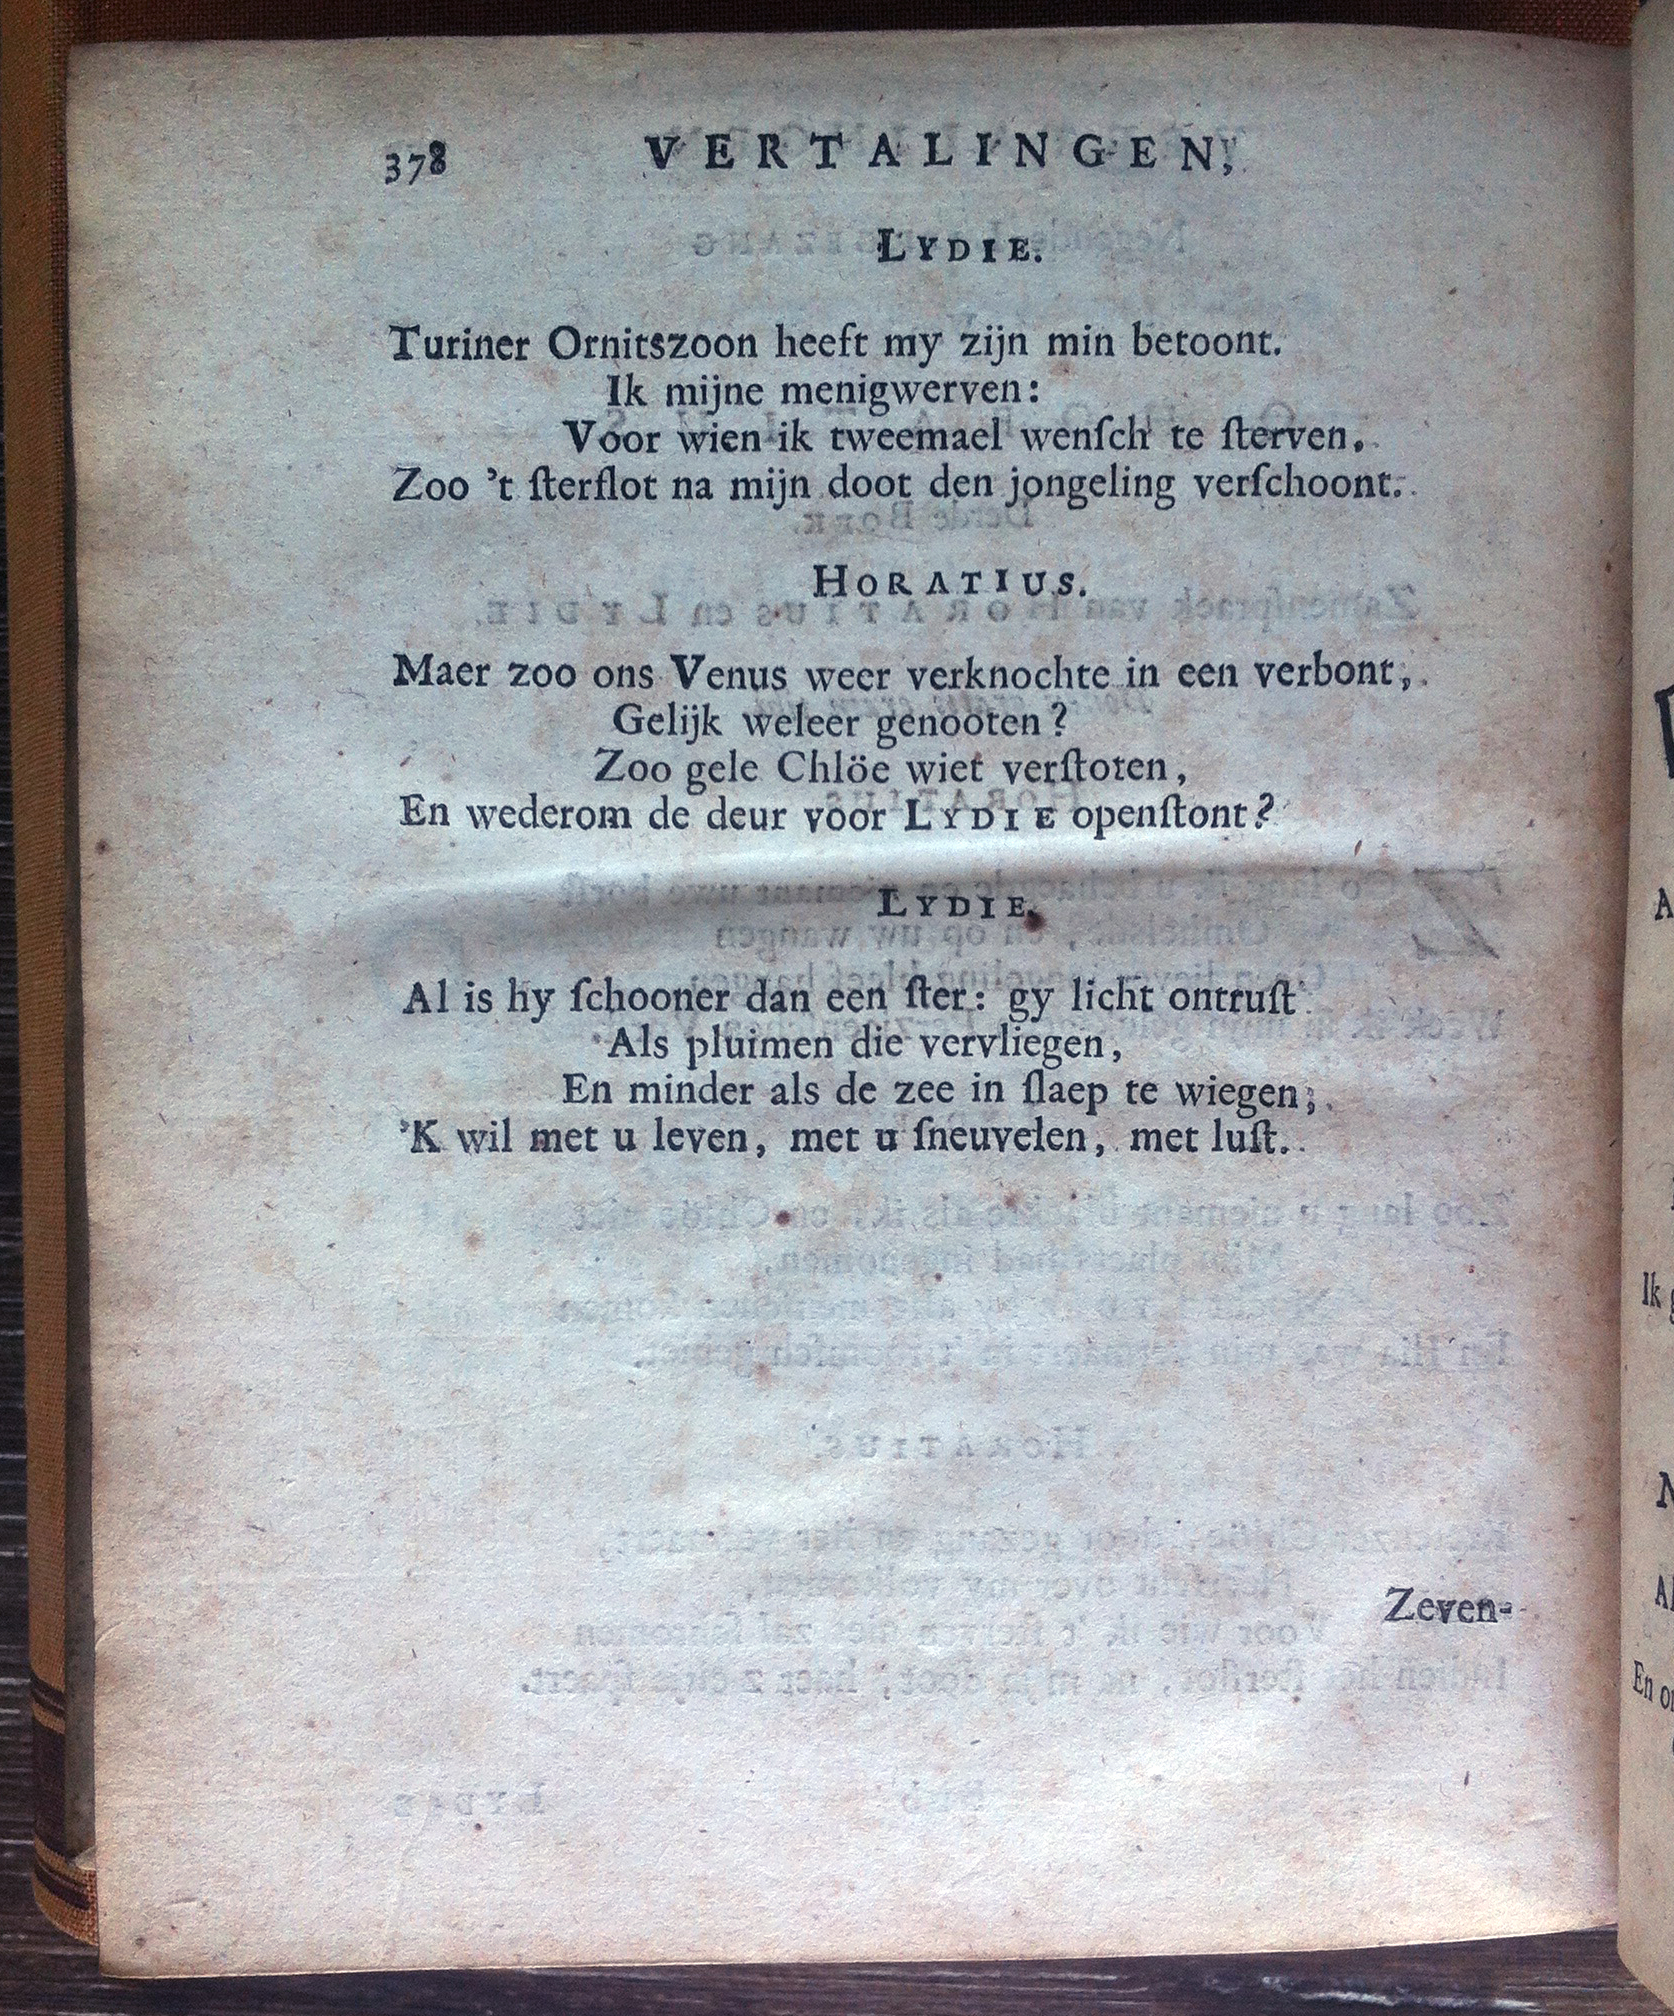 378 VERTALINGEN,
LYDIE.
Turiner Ornitszoon heeft my zijn min betoont.
Ik mijne menigwerven:
Voor wien ik tweemael wenſch te ſterven,
Zoo 't ſterſlot na mijn doot den jongeling verſchoont.
HORATIUS.
Maer zoo ons Venus weer verknochte in een verbont,
Gelijk weleer genooten?
Zoo gele Chlöe wiet verſtoten,
En wederom de deur voor LYDIE openſtont?
LYDIE.
Al is hy ſchooner dan een ſter: gy licht ontruſt
Als pluimen die vervliegen,
En minder als de zee in ſlaep te wiegen;
'K wil met u leven, met u ſneuvelen, met luſt.
Zeven-